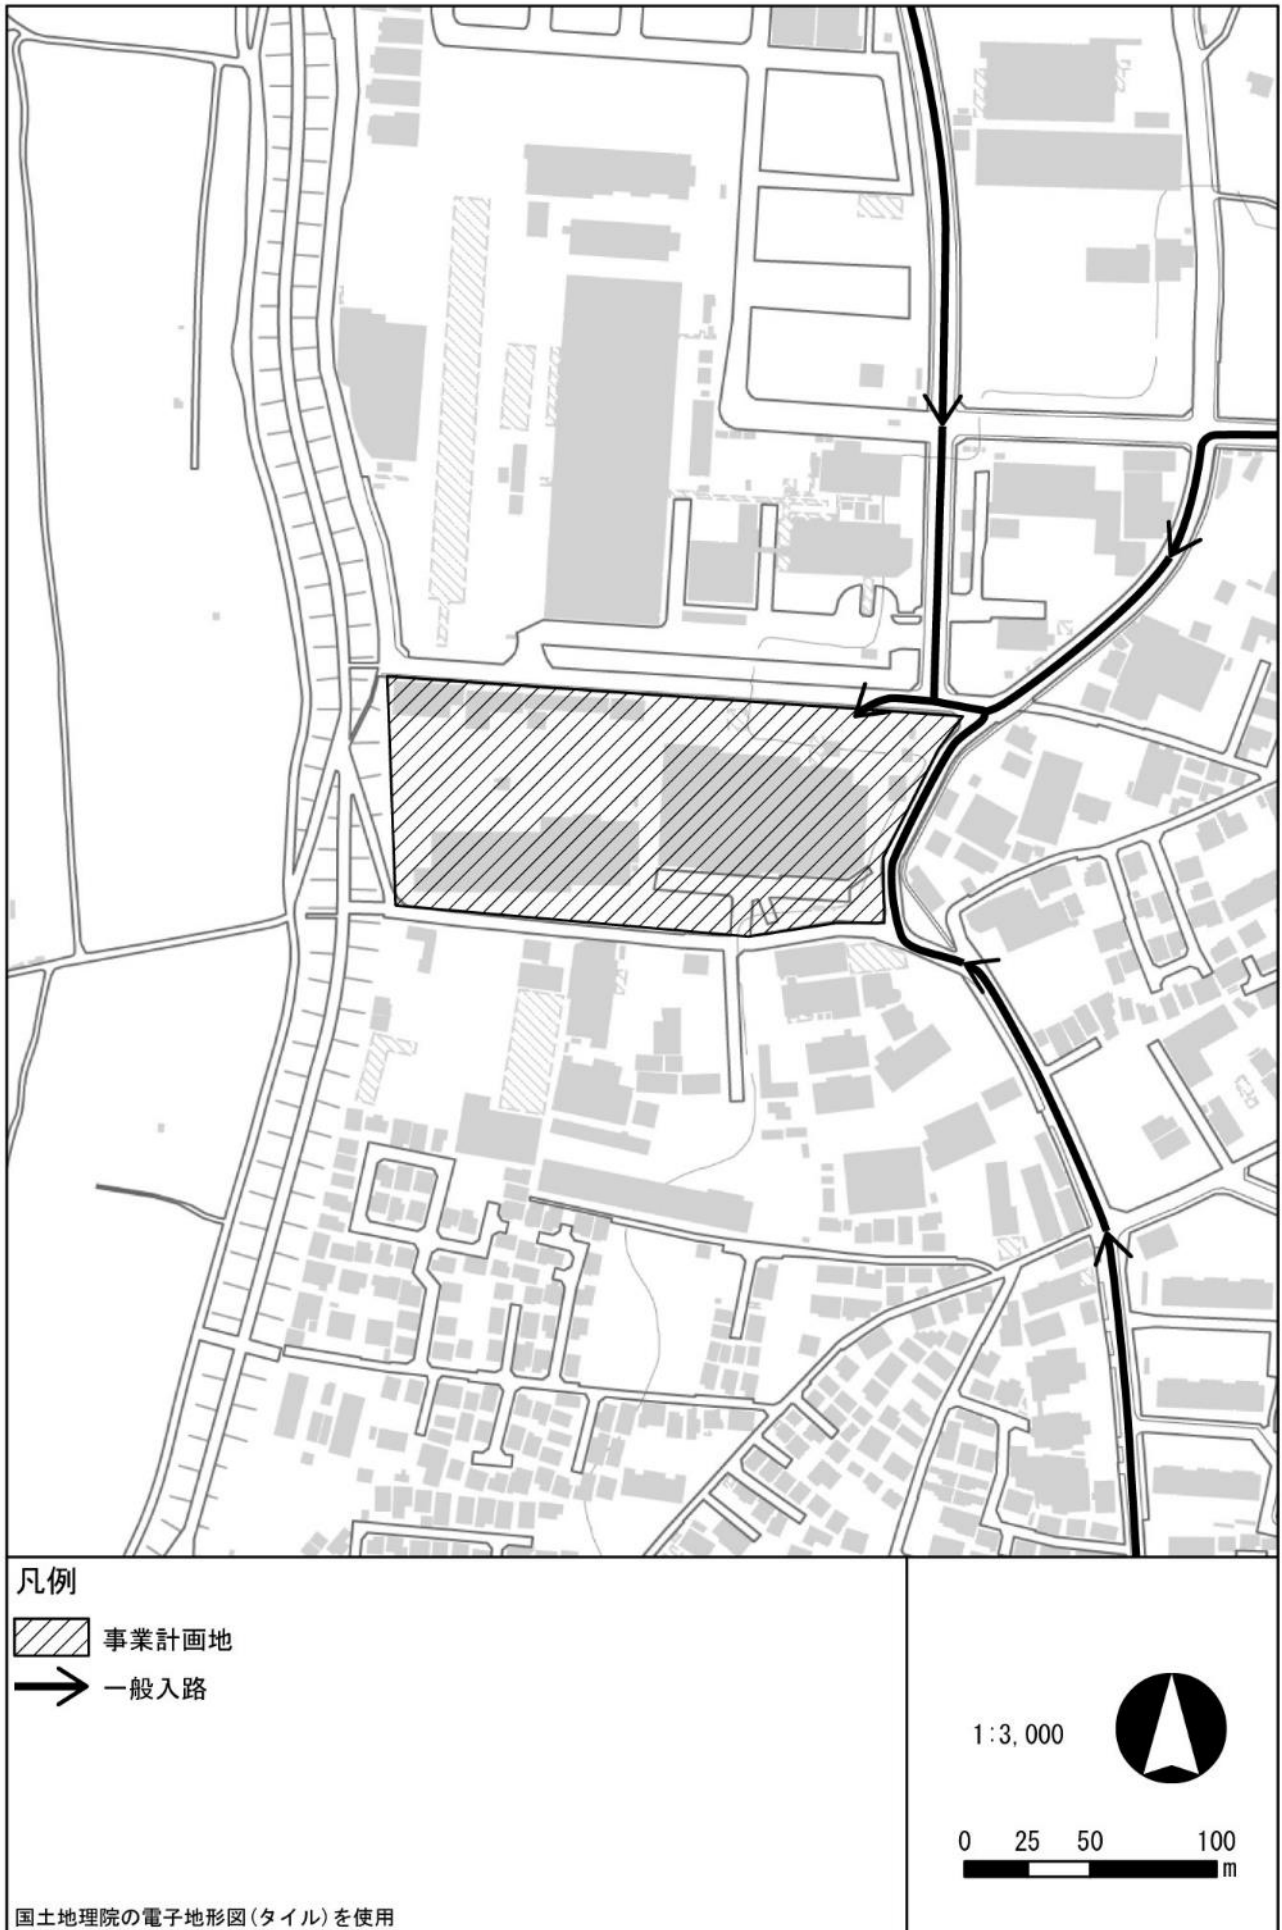 凡例
事業計画地
一般入路
1:3,000
0 25 50 100
m
国土地理院の電子地形図(タイル)を使用